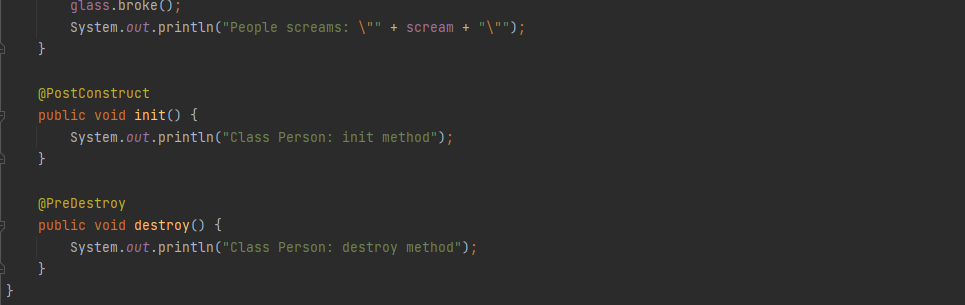 glass.broke();
System.out.println("People screams: \"" + scream + "\"");
}
@PostConstruct
public void init() {
System.out.println("Class Person: init method");
}
@PreDestroy
public void destroy() {
System.out.println("Class Person: destroy method");
}
}